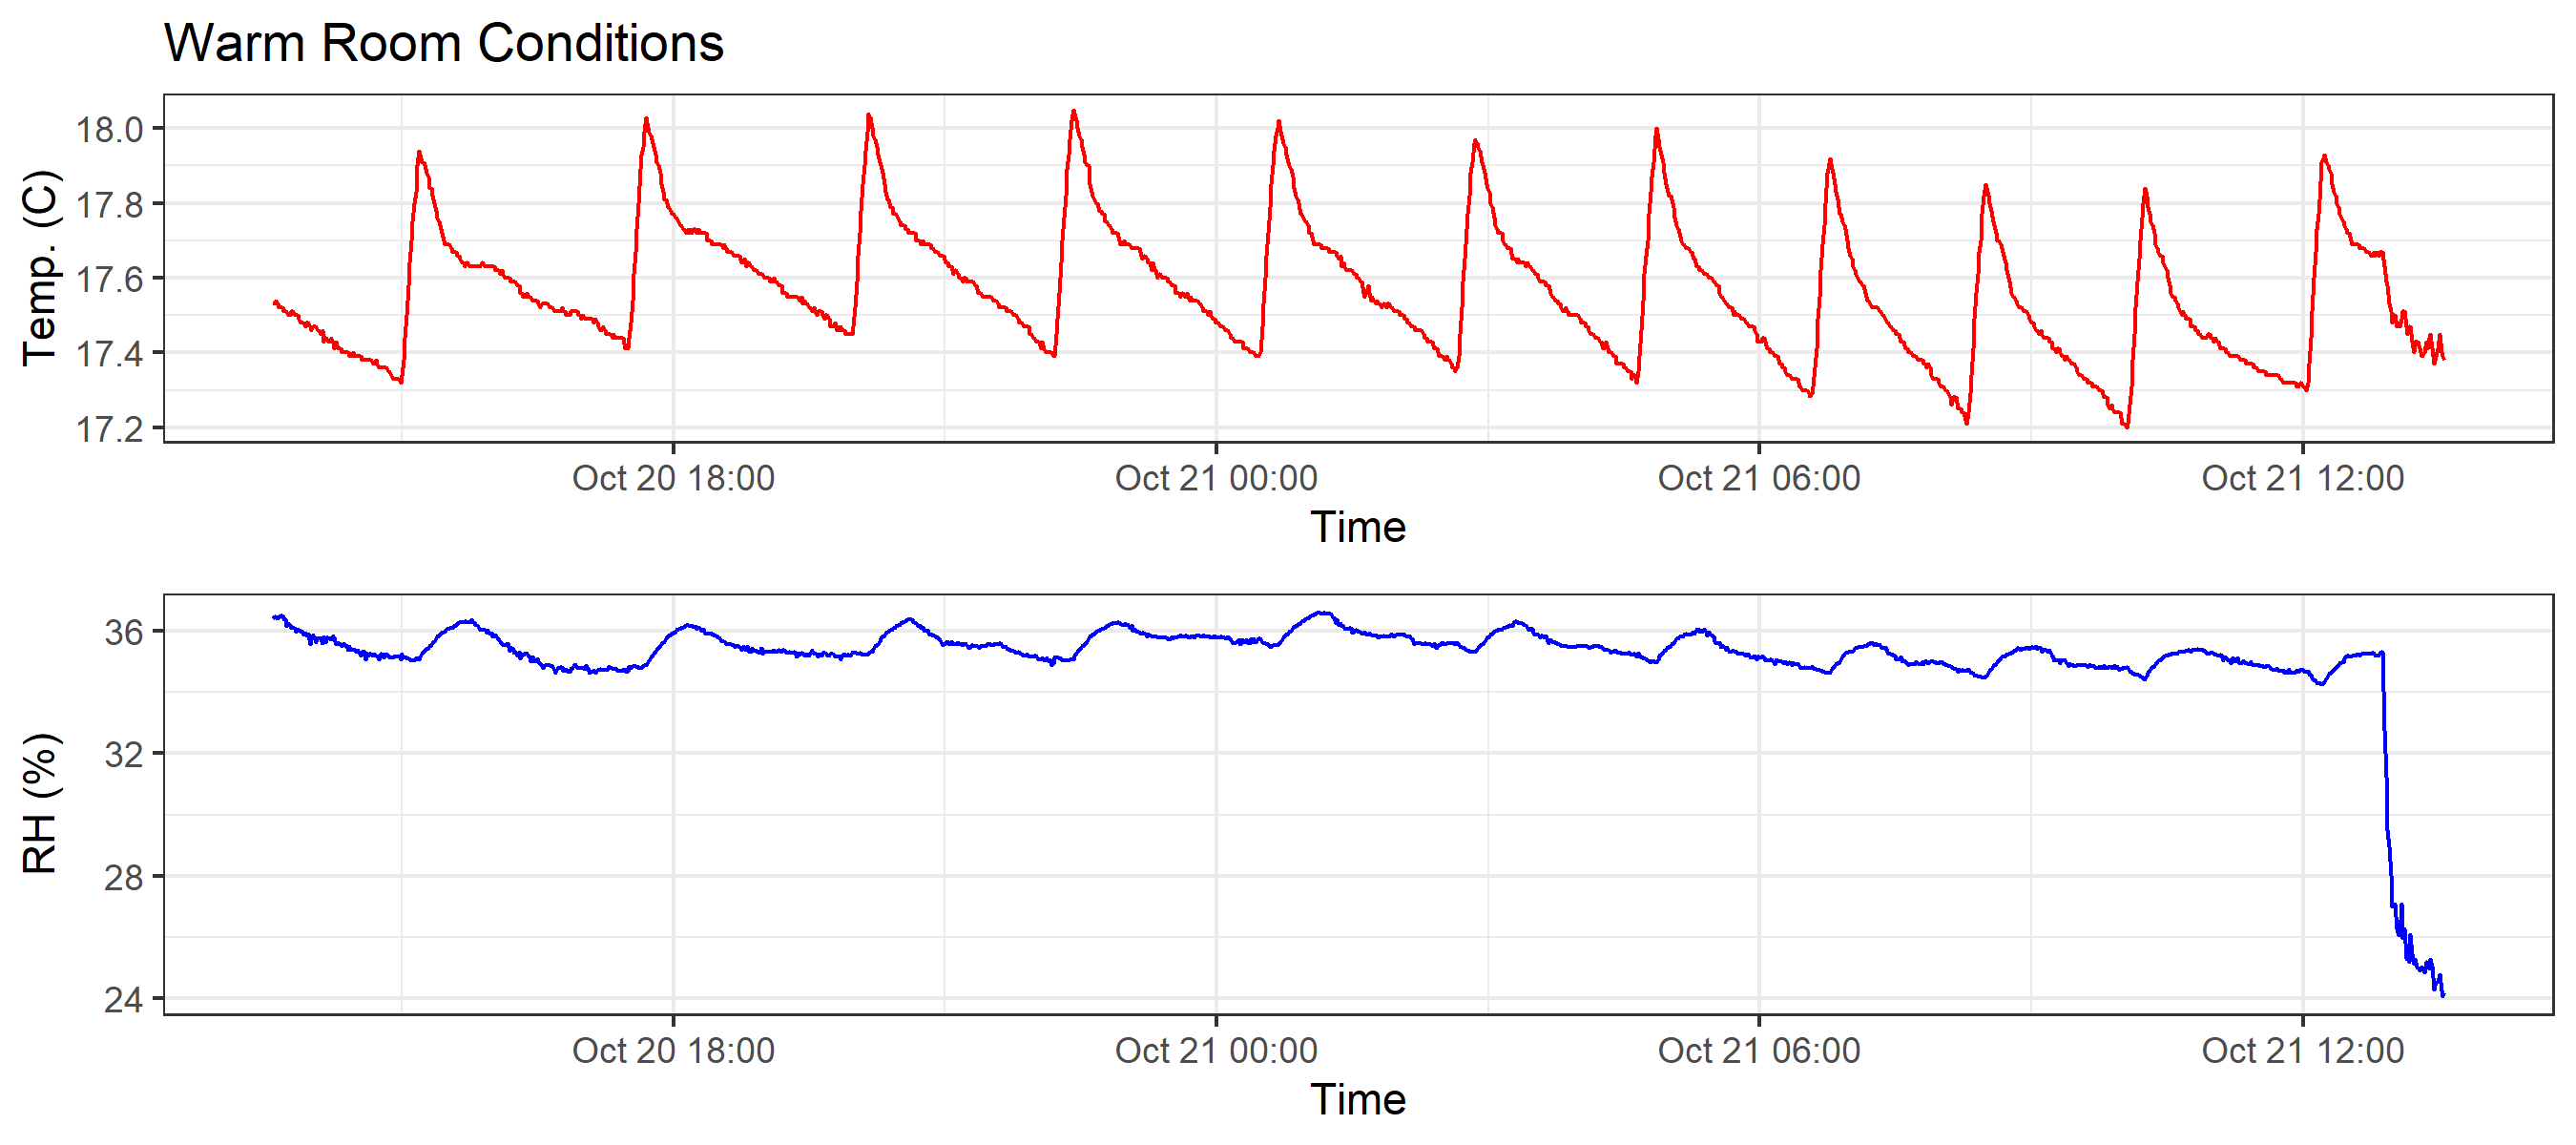 Warm Room Conditions
Temp. (C)
18.0
17.8
17.6
17.4
17.2
Oct 20 18:00 Oct 21 00:00 Oct 21 06:00 Oct 21 12:00
Time
RH (%)
36
32
28
24
Oct 20 18:00 Oct 21 00:00 Oct 21 06:00 Oct 21 12:00
Time